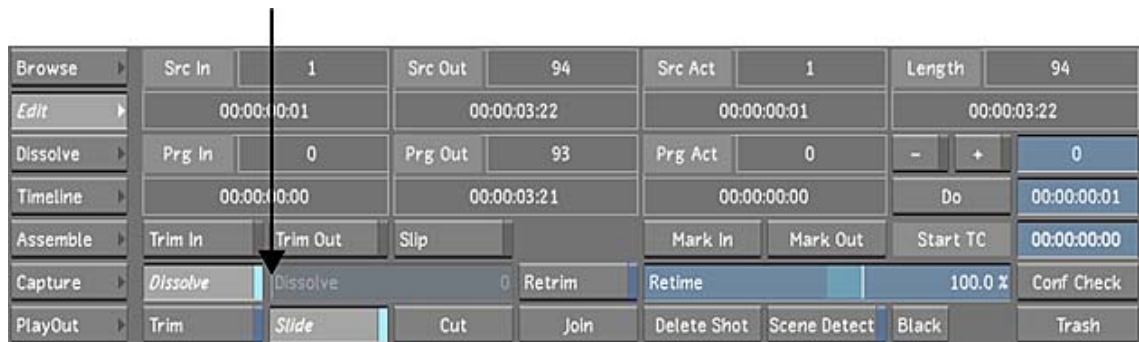 Browse Src In 1 Src Out 94 Src Act 1 Length 94
Edit 00:00:00:01 00:00:03:22 00:00:00:01 00:00:03:22
Dissolve Prg In 0 Prg Out 93 Prg Act 0 - + 0
Timeline 00:00:00:00 00:00:03:21 00:00:00:00 Do 00:00:00:01
Assemble Trim In Trim Out Slip Mark In Mark Out Start TC 00:00:00:00
Capture Dissolve Dissolve 0 Retrim Retime 100.0 % Conf Check
PlayOut Trim Slide Cut Join Delete Shot Scene Detect Black Trash